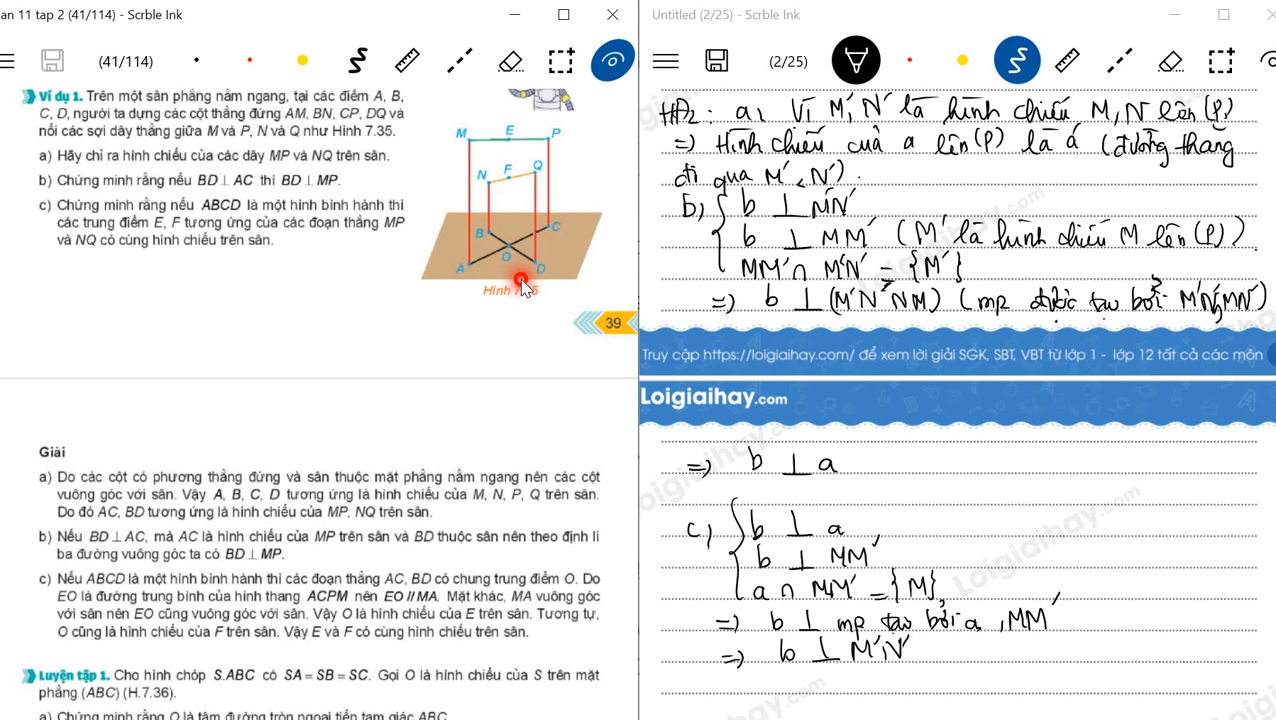 an 11 tap 2 (41/114) - Scrble Ink
(41/114)
Ví dụ 1. Trên một sân phẳng nằm ngang, tại các điểm A, B,
C, D, người ta dựng các cột thẳng đứng AM, BN, CP, DQ và
nối các sợi dây thẳng giữa M và P, N và Q như Hình 7.35.
a) Hãy chỉ ra hình chiếu của các dây MP và NQ trên sân.
b) Chứng minh rằng nếu BD ⊥ AC thì BD ⊥ MP.
c) Chứng minh rằng nếu ABCD là một hình bình hành thì
các trung điểm E, F tương ứng của các đoạn thẳng MP
và NQ có cùng hình chiếu trên sân.
M E P
N F Q
B C
O
A D
Hình 7.35
39
Giải
a) Do các cột có phương thẳng đứng và sân thuộc mặt phẳng nằm ngang nên các cột
vuông góc với sân. Vậy A, B, C, D tương ứng là hình chiếu của M, N, P, Q trên sân.
Do đó AC, BD tương ứng là hình chiếu của MP, NQ trên sân.
b) Nếu BD ⊥ AC, mà AC là hình chiếu của MP trên sân và BD thuộc sân nên theo định lí
ba đường vuông góc ta có BD ⊥ MP.
c) Nếu ABCD là một hình bình hành thì các đoạn thẳng AC, BD có chung trung điểm O. Do
EO là đường trung bình của hình thang ACPM nên EO // MA. Mặt khác, MA vuông góc
với sân nên EO cũng vuông góc với sân. Vậy O là hình chiếu của E trên sân. Tương tự,
O cũng là hình chiếu của F trên sân. Vậy E và F có cùng hình chiếu trên sân.
Luyện tập 1. Cho hình chóp S.ABC có SA = SB = SC. Gọi O là hình chiếu của S trên mặt
phẳng (ABC) (H.7.36).
a) Chứng minh rằng O là tâm đường tròn ngoại tiếp tam giác ABC.
Untitled (2/25) - Scrble Ink
(2/25)
HĐ2: a, Vì M', N' là hình chiếu M, N lên (P)
=> Hình chiếu của a lên (P) là a' (đường thẳng
đi qua M', N').
b, { b ⊥ M'N'
b ⊥ MM' (M' là hình chiếu M lên (P)).
MM' ∩ M'N' = {M'}
=> b ⊥ (M'N'NM) (mp được tạo bởi M'N', MN')
Truy cập https://loigiaihay.com/ để xem lời giải SGK, SBT, VBT từ lớp 1 - lớp 12 tất cả các môn
Loigiaihay.com
=> b ⊥ a
c, { b ⊥ a
b ⊥ MM'
a ∩ MM' = {M}
=> b ⊥ mp tạo bởi a, MM'
=> b ⊥ M'N'